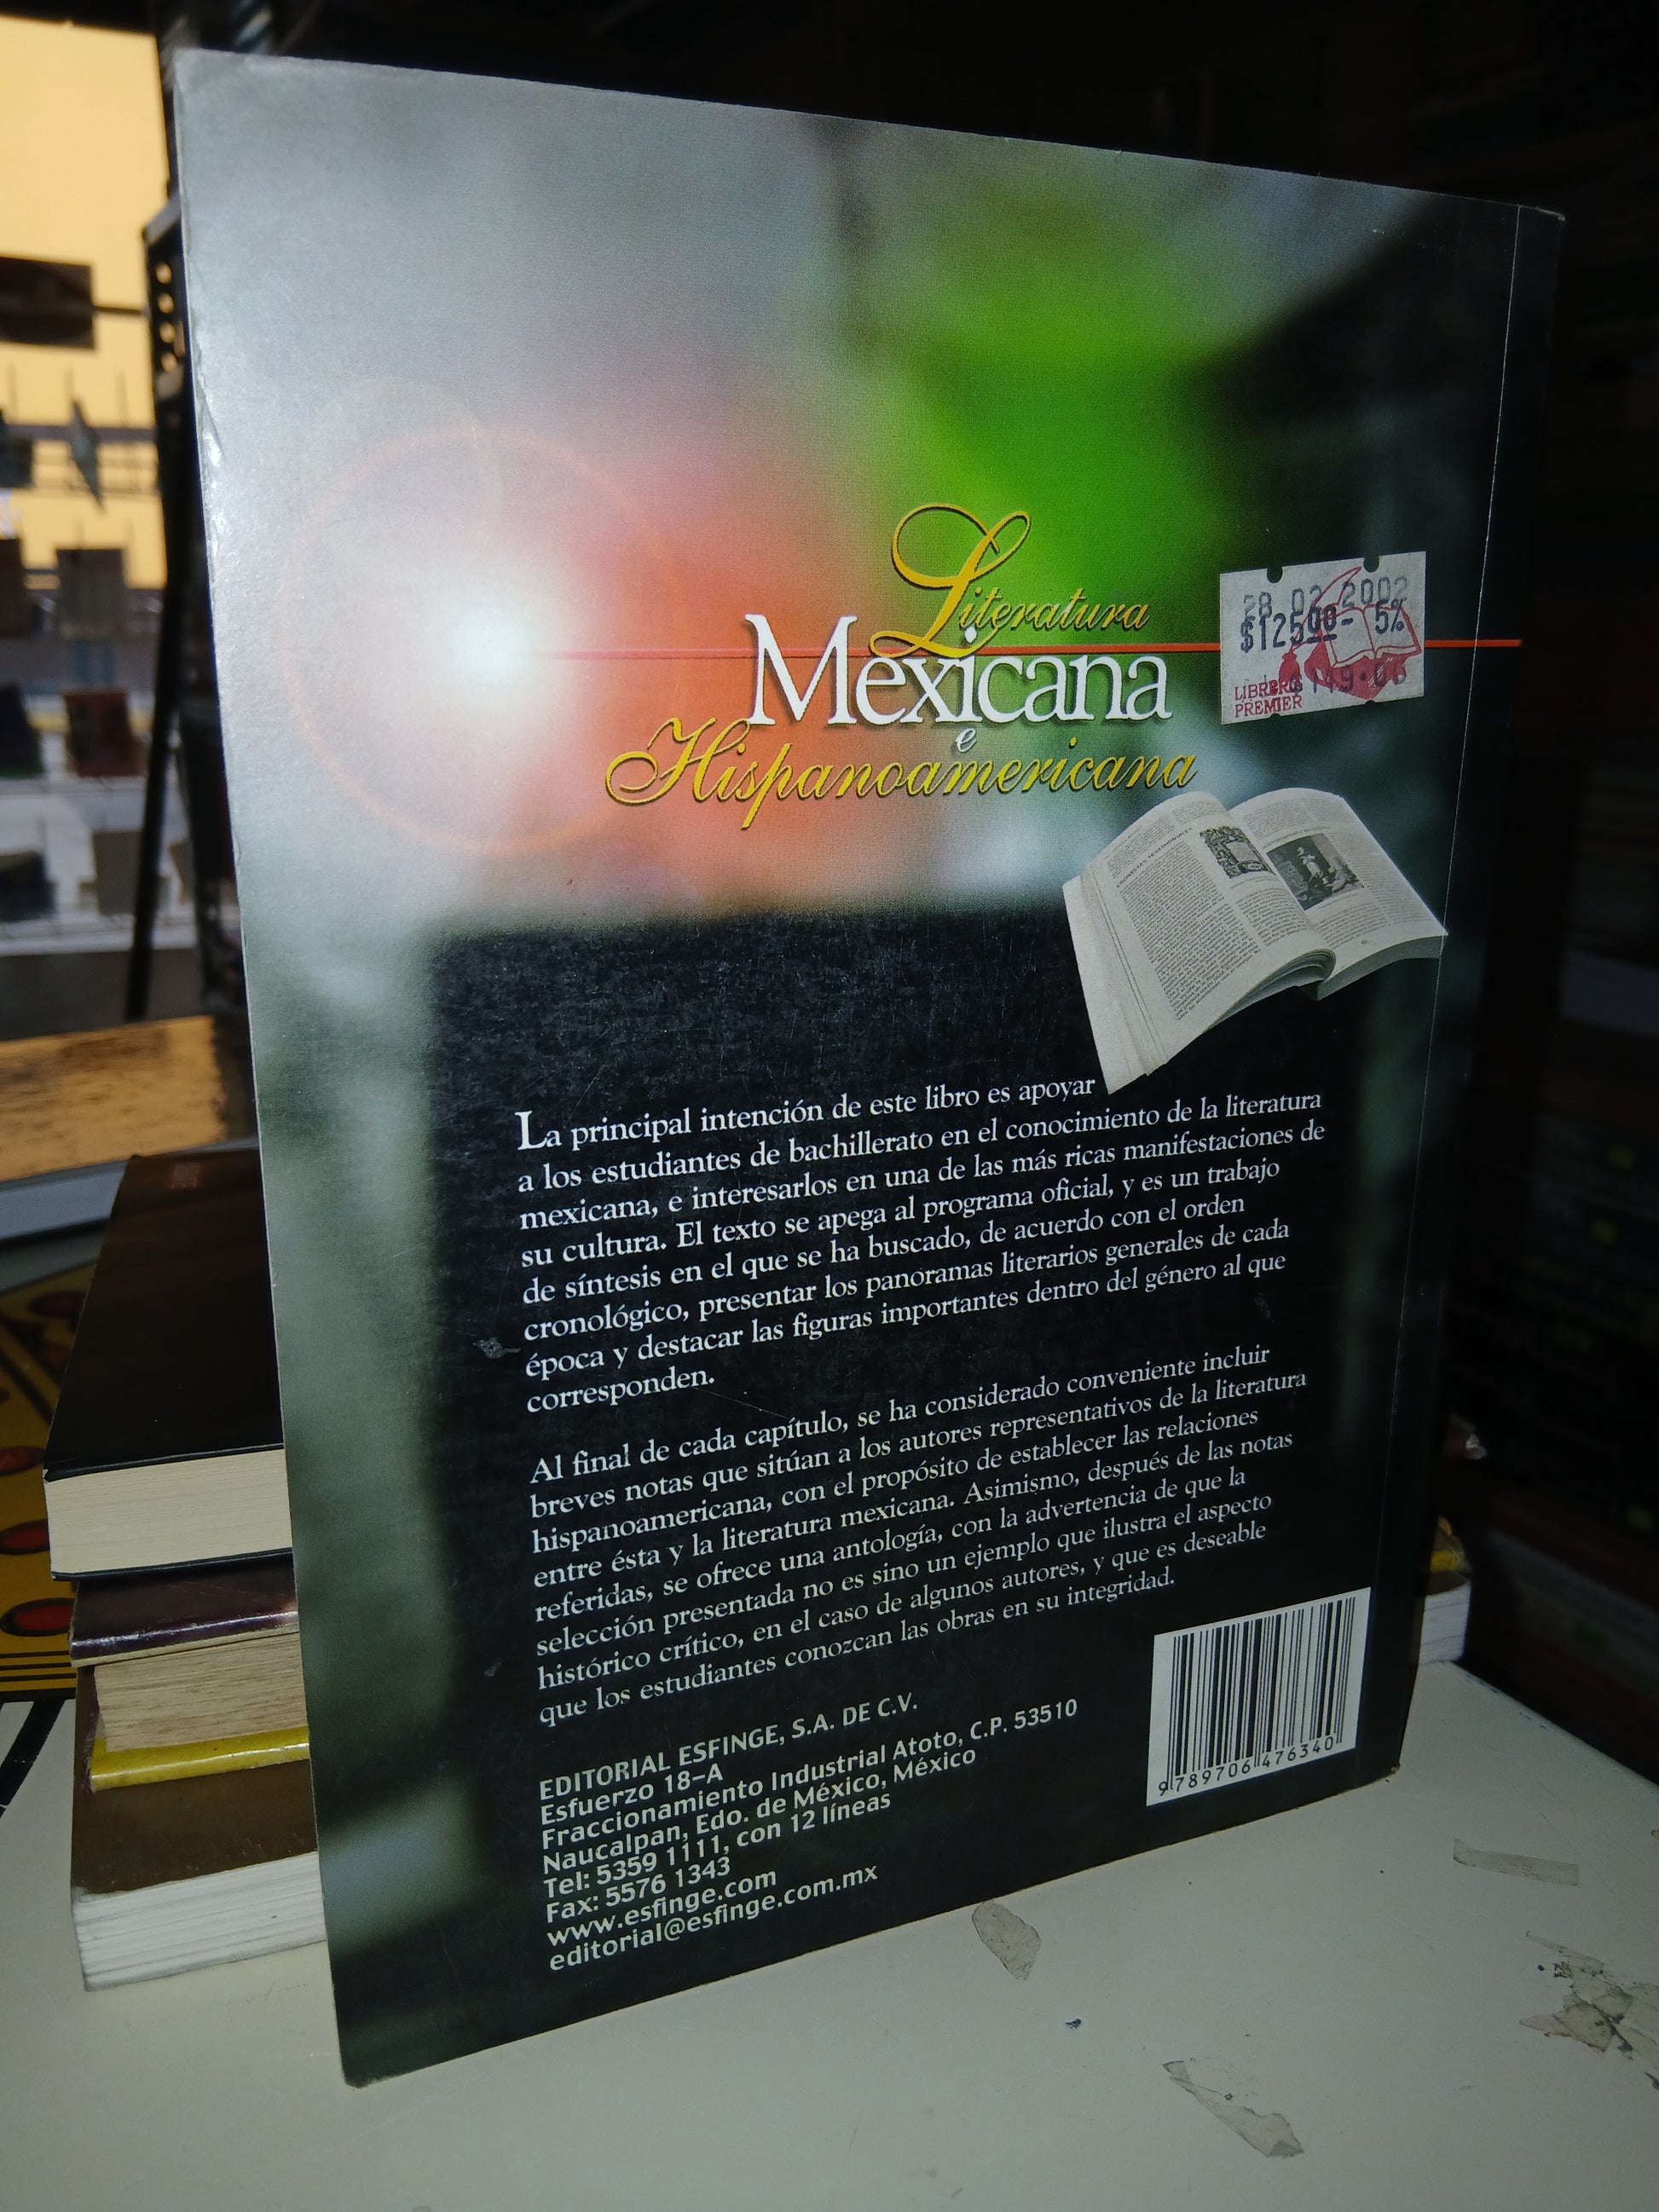 Literatura
Mexicana
e
Hispanoamericana
28 02 2002
$12500- 5%
LIBRERO
PREMIER
La principal intención de este libro es apoyar
a los estudiantes de bachillerato en el conocimiento de la literatura
mexicana, e interesarlos en una de las más ricas manifestaciones de
su cultura. El texto se apega al programa oficial, y es un trabajo
de síntesis en el que se ha buscado, de acuerdo con el orden
cronológico, presentar los panoramas literarios generales de cada
época y destacar las figuras importantes dentro del género al que
corresponden.
Al final de cada capítulo, se ha considerado conveniente incluir
breves notas que sitúan a los autores representativos de la literatura
hispanoamericana, con el propósito de establecer las relaciones
entre ésta y la literatura mexicana. Asimismo, después de las notas
referidas, se ofrece una antología, con la advertencia de que la
selección presentada no es sino un ejemplo que ilustra el aspecto
histórico crítico, en el caso de algunos autores, y que es deseable
que los estudiantes conozcan las obras en su integridad.
EDITORIAL ESFINGE, S.A. DE C.V.
Esfuerzo 18-A
Fraccionamiento Industrial Atoto, C.P. 53510
Naucalpan, Edo. de México, México
Tel: 5359 1111, con 12 líneas
Fax: 5576 1343
www.esfinge.com
editorial@esfinge.com.mx
9 789706 476340